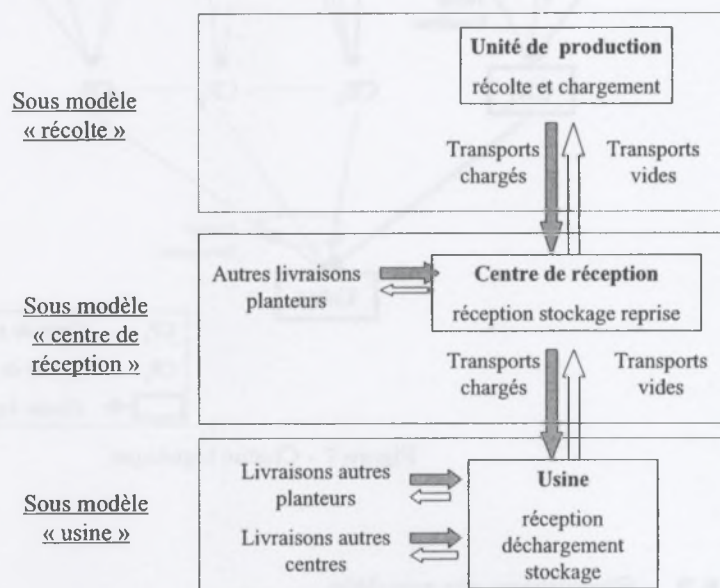 Unité de production
récolte et chargement
Sous modèle
« récolte »
Transports
chargés
Transports
vides
Autres livraisons
planteurs
Centre de réception
réception stockage reprise
Sous modèle
« centre de
réception »
Transports
chargés
Transports
vides
Livraisons autres
planteurs
Usine
réception
déchargement
stockage
Sous modèle
« usine »
Livraisons autres
centres